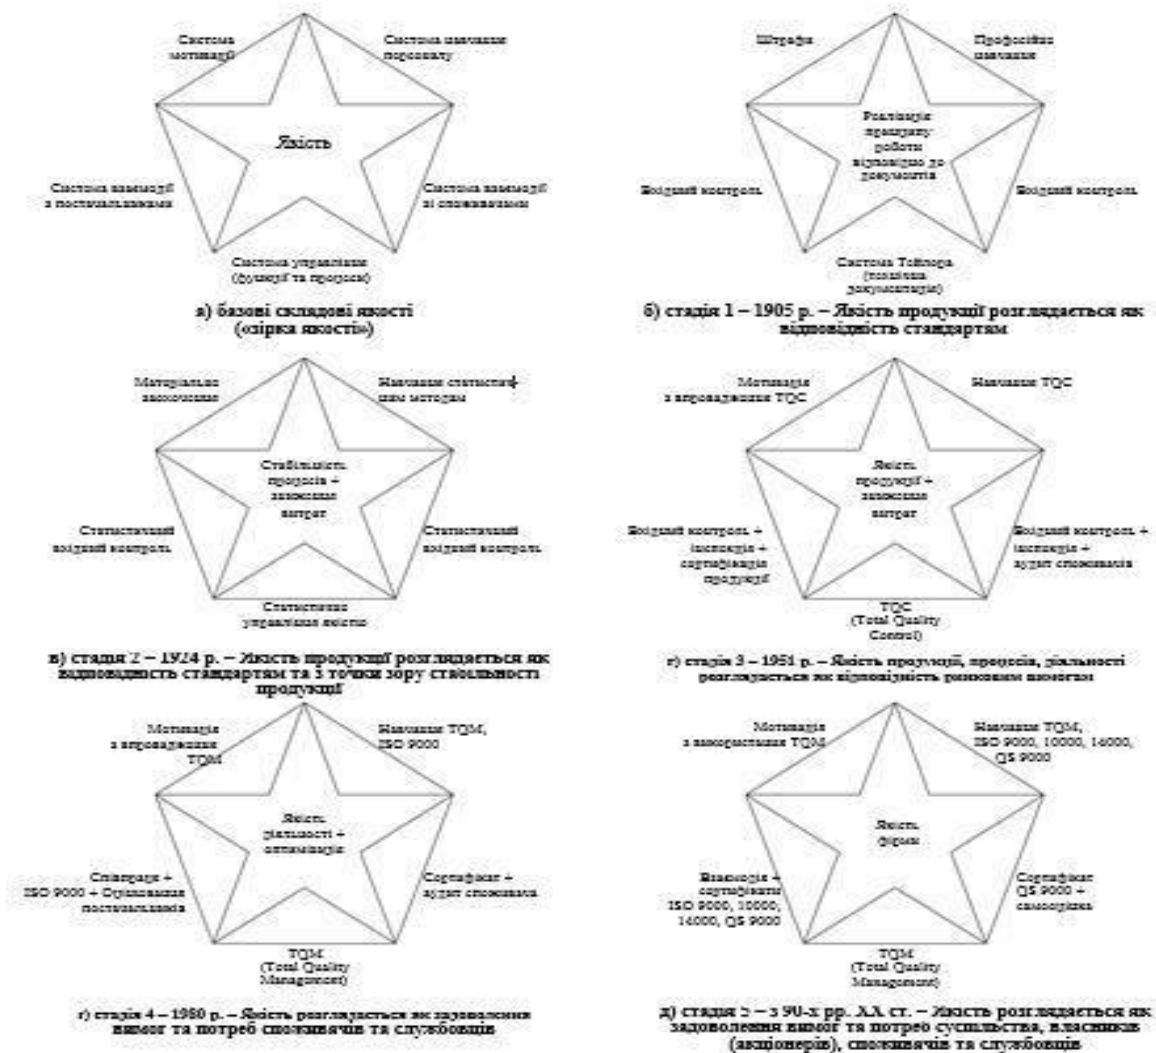 Система
мотивації
Система навчання
персоналу
Якість
Система взаємодії
з постачальниками
Система взаємодії
зі споживачами
Система управління
(функції та процеси)
а) базові складові якості
(«зірка якості»)
Штрафи
Професійне
навчання
Реалізація
працівниу
роботи
відповідно до
документів
Вхідний контроль
Вхідний контроль
Система Тейлора
(технічна
документація)
б) стадія 1 – 1905 р. – Якість продукції розглядається як
відповідність стандартам
Матеріальне
заохочення
Навчання статистич-
ним методам
Стабільність
процесів +
зниження
витрат
Статистичний
вхідний контроль
Статистичний
вхідний контроль
Статистичне
управління якістю
в) стадія 2 – 1924 р. – Якість продукції розглядається як
відповідність стандартам та з точки зору стабільності
продукції
Мотивація
з впровадження TQC
Навчання TQC
Якість
продукції +
зниження
витрат
Вхідний контроль +
інспекція +
сертифікація
продукції
Вхідний контроль +
інспекція +
аудит споживачів
TQC
(Total Quality
Control)
г) стадія 3 – 1951 р. – Якість продукції, процесів, діяльності
розглядається як відповідність ринковим вимогам
Мотивація
з впровадження
TQM
Навчання TQM,
ISO 9000
Якість
діяльності +
оптимізація
Співпраця +
ISO 9000 + Оцінювання
постачальників
Сертифікат +
аудит споживача
TQM
(Total Quality
Management)
г) стадія 4 – 1980 р. – Якість розглядається як задоволення
вимог та потреб споживачів та службовців
Мотивація
з використання TQM
Навчання TQM,
ISO 9000, 10000, 14000,
QS 9000
Якість
фірми
Взаємодія +
сертифікати
ISO 9000, 10000,
14000, QS 9000
Сертифікат
QS 9000 +
самооцінка
TQM
(Total Quality
Management)
д) стадія 5 – з 90-х рр. XX ст. – Якість розглядається як
задоволення вимог та потреб суспільства, власників
(акціонерів), споживачів та службовців